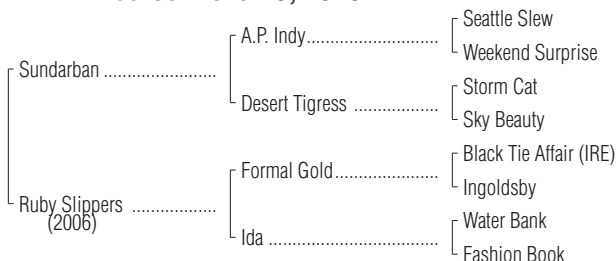 Seattle Slew
A.P. Indy
Weekend Surprise
Sundarban
Storm Cat
Desert Tigress
Sky Beauty
Black Tie Affair (IRE)
Formal Gold
Ingoldsby
Ruby Slippers
(2006)
Water Bank
Ida
Fashion Book